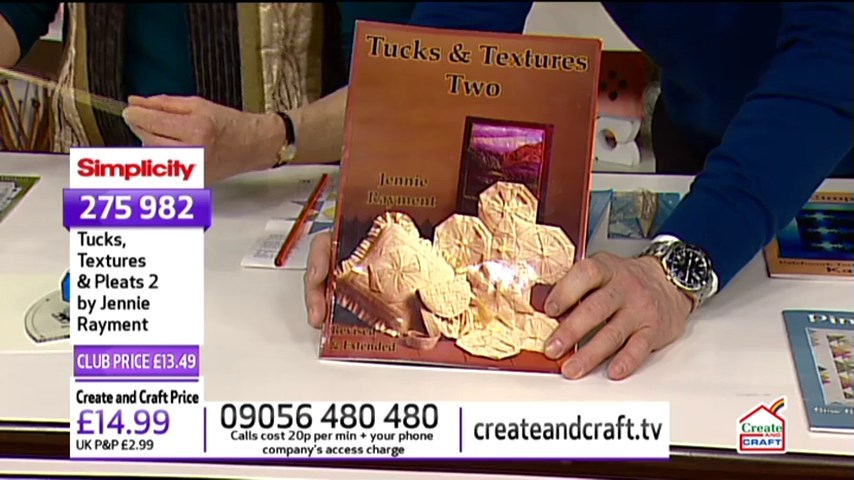 Tucks & Textures
Two
Jennie
Rayment
Revised
& Extended
Simplicity
275 982
Tucks,
Textures
& Pleats 2
by Jennie
Rayment
CLUB PRICE £13.49
Create and Craft Price
£14.99
UK P&P £2.99
09056 480 480
Calls cost 20p per min + your phone
company's access charge
createandcraft.tv
Create
AND
CRAFT